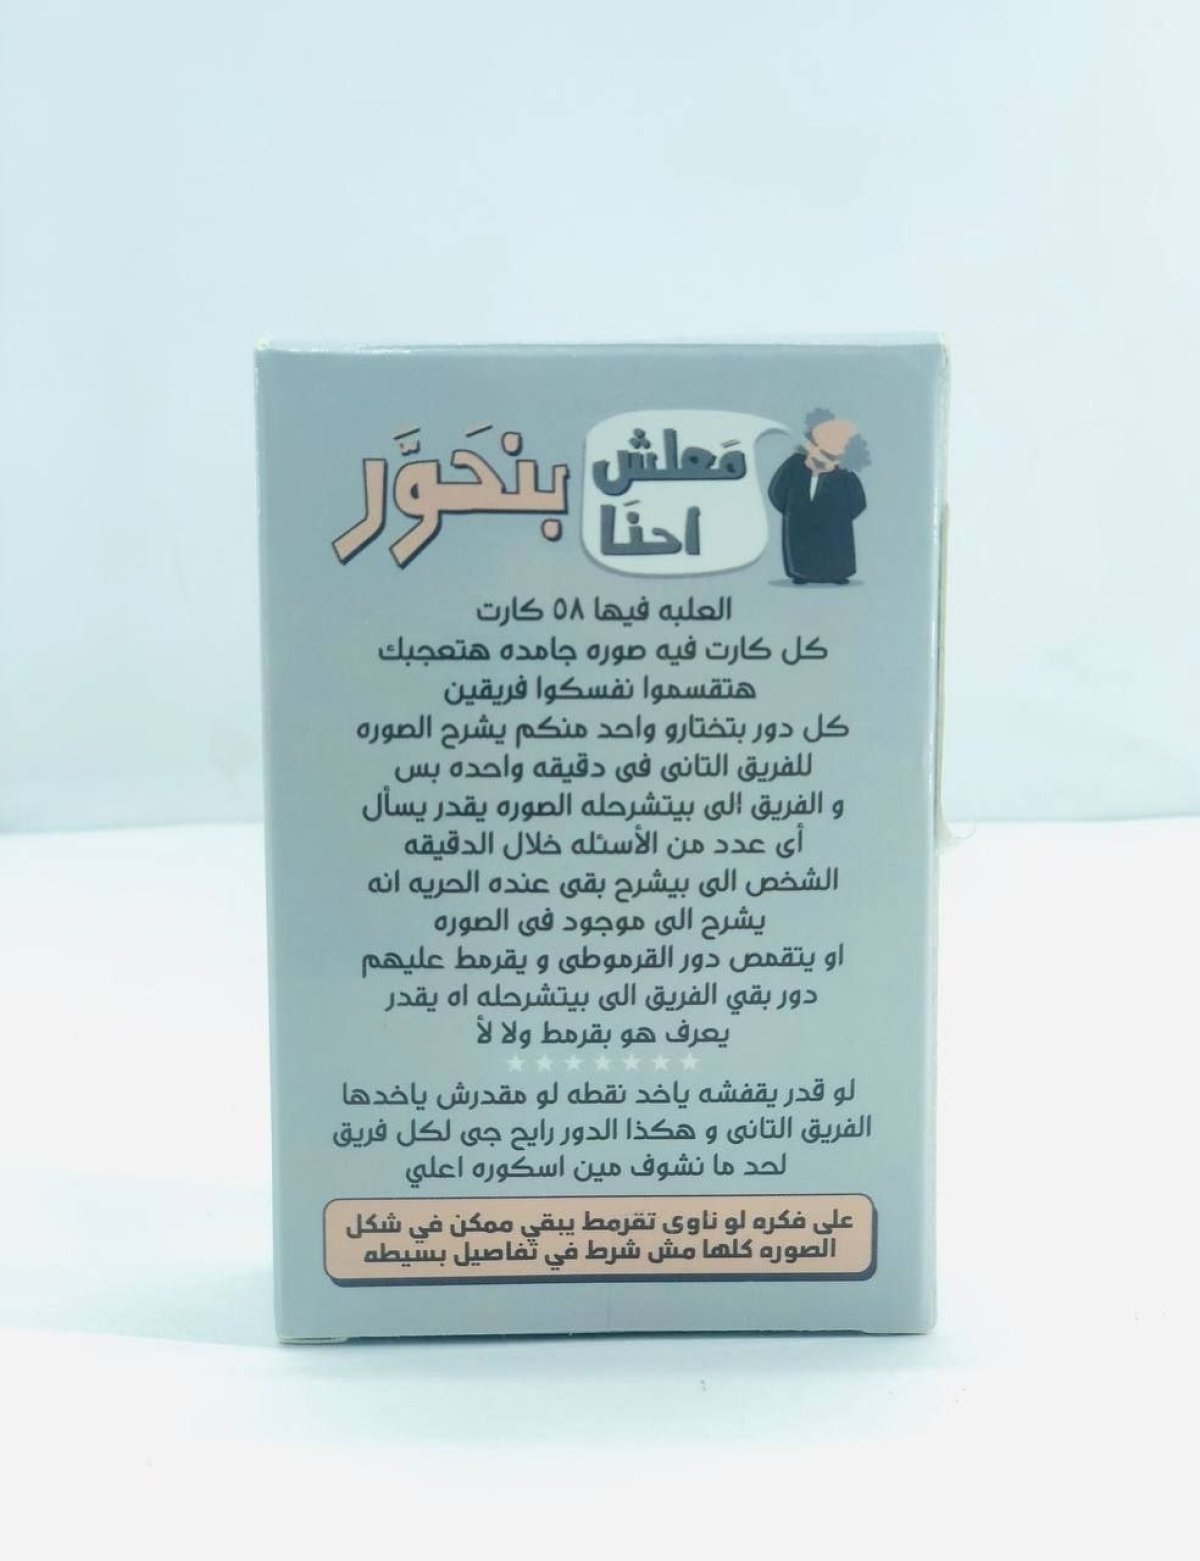 معلش
احنا
بنحور
العلبه فيها ٥٨ كارت
كل كارت فيه صوره جامده هتعجبك
هتقسموا نفسكوا فريقين
كل دور بتختارو واحد منكم يشرح الصوره
للفريق التانى فى دقيقه واحده بس
و الفريق الى بيتشرحله الصوره يقدر يسأل
أى عدد من الأسئله خلال الدقيقه
الشخص الى بيشرح بقى عنده الحريه انه
يشرح الى موجود فى الصوره
او يتقمص دور القرموطى و يقرمط عليهم
دور بقي الفريق الى بيتشرحله اه يقدر
يعرف هو بقرمط ولا لأ
لو قدر يقفشه ياخد نقطه لو مقدرش ياخدها
الفريق التانى و هكذا الدور رايح جى لكل فريق
لحد ما نشوف مين اسكوره اعلي
على فكره لو ناوى تقرمط يبقي ممكن في شكل
الصوره كلها مش شرط في تفاصيل بسيطه